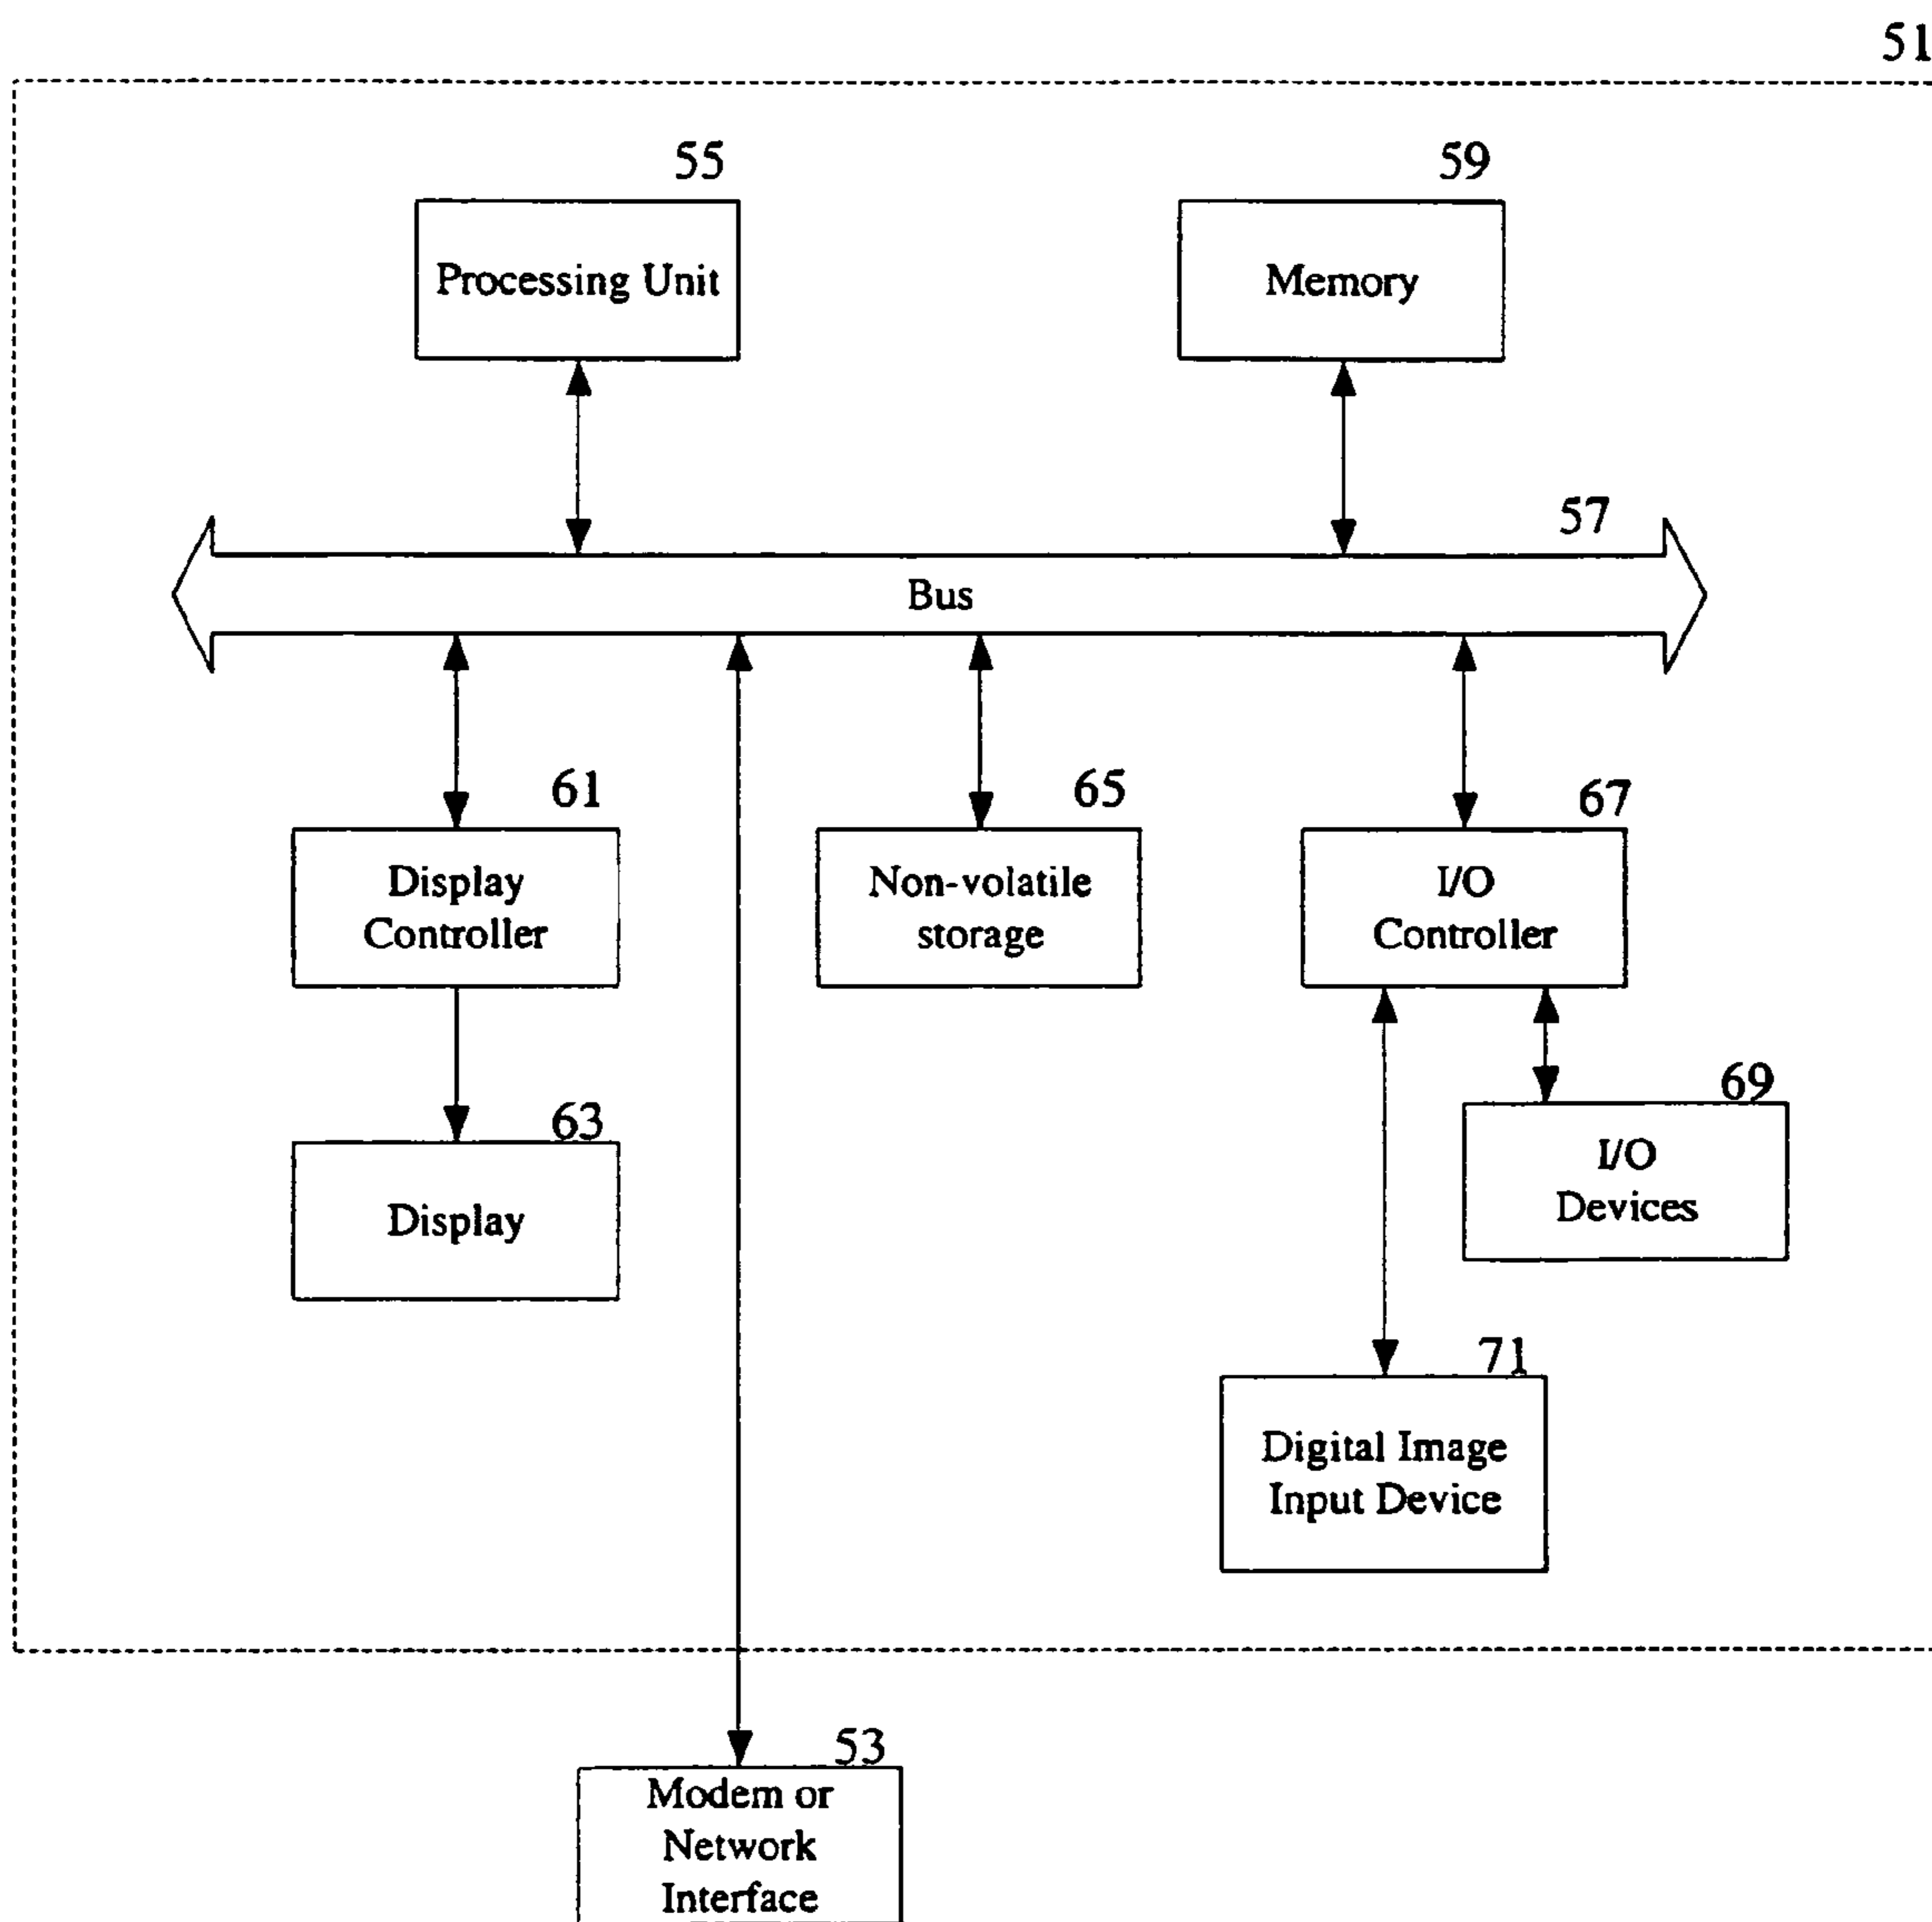 51
55
59
Processing Unit
Memory
57
Bus
61
65
67
Display
Controller
Non-volatile
storage
I/O
Controller
63
69
Display
I/O
Devices
71
Digital Image
Input Device
53
Modem or
Network
Interface